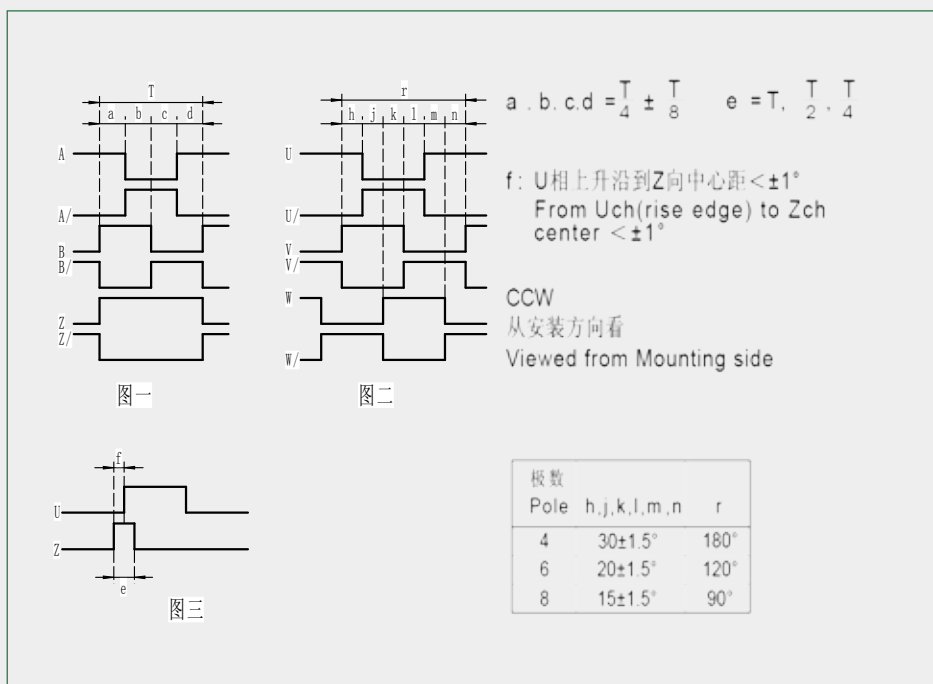 T
a b c d
A
A/
B
B/
Z
Z/
图一
r
h j k l m n
U
U/
V
V/
W
W/
图二
a . b. c.d = T/4 ± T/8 e = T, T/2, T/4
f: U相上升沿到Z向中心距＜±1°
From Uch(rise edge) to Zch
center ＜±1°
CCW
从安装方向看
Viewed from Mounting side
f
U
Z
e
图三
极数
Pole h,j,k,l,m,n r
4 30±1.5° 180°
6 20±1.5° 120°
8 15±1.5° 90°